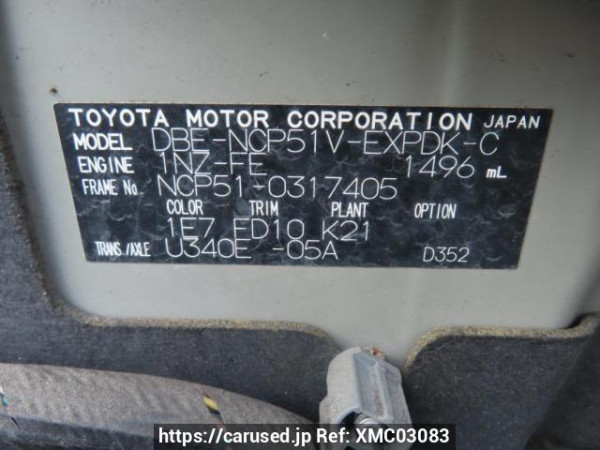 TOYOTA MOTOR CORPORATION JAPAN
MODEL DBE-NCP51V-EXPDK-C
ENGINE 1NZ-FE 1496 mL
FRAME No. NCP51-0317405
COLOR TRIM PLANT OPTION
1E7 FD10 K21
TRANS./AXLE U340E -05A D352
https://carused.jp Ref: XMC03083